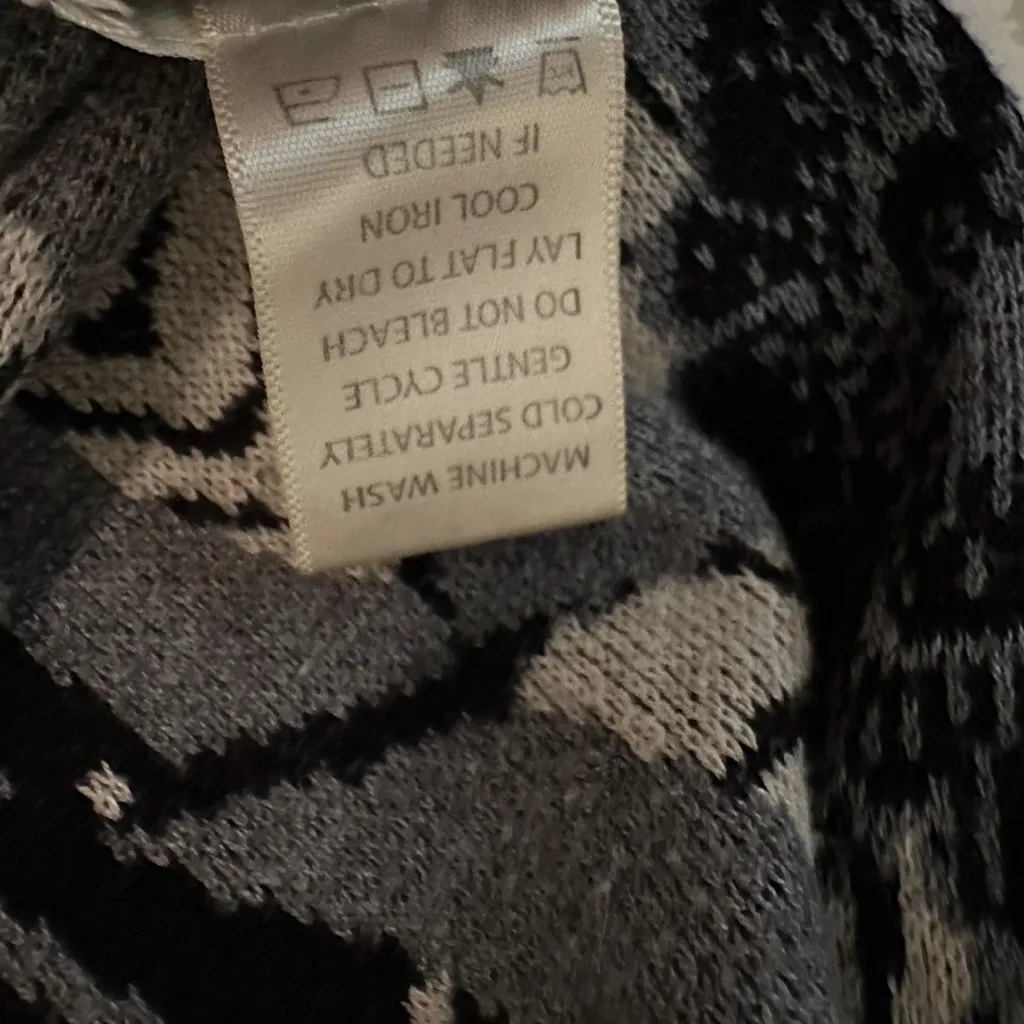 MACHINE WASH
COLD SEPARATELY
GENTLE CYCLE
DO NOT BLEACH
LAY FLAT TO DRY
COOL IRON
IF NEEDED